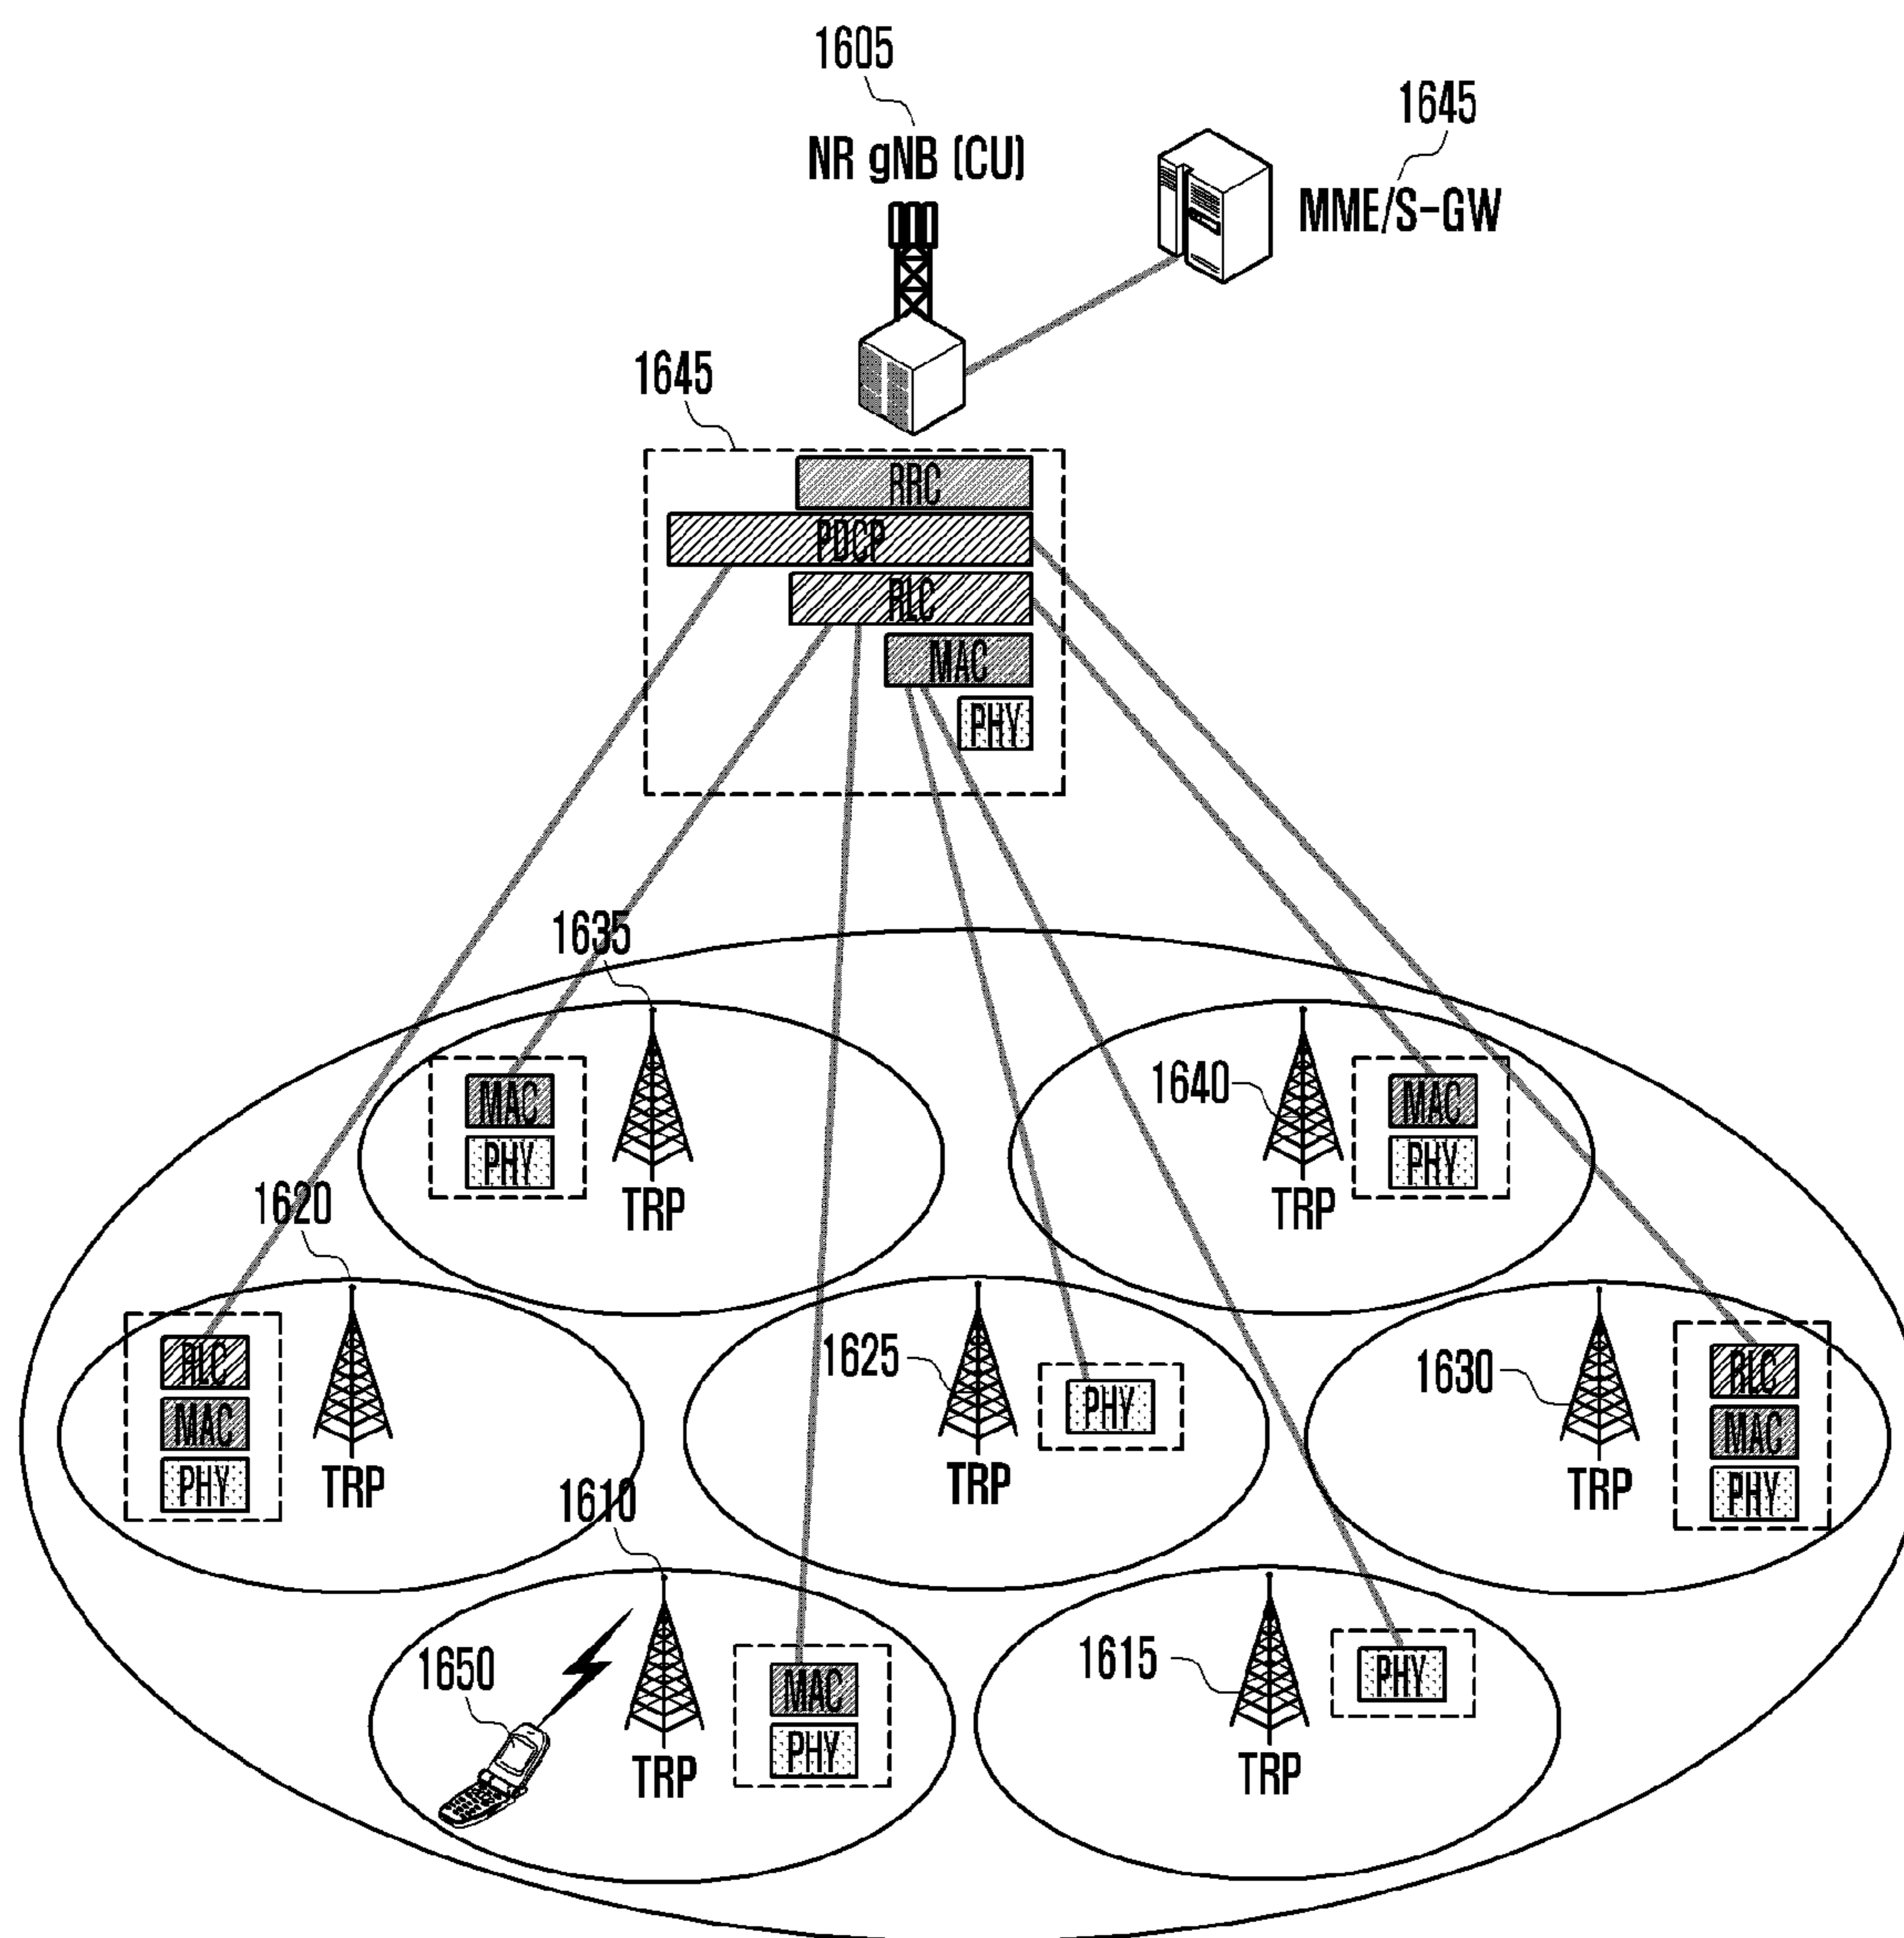 1605
NR gNB (CU)
1645
MME/S-GW
1645
RRC
PDCP
RLC
MAC
PHY
1635
MAC
PHY
TRP
1640
MAC
PHY
TRP
1620
RLC
MAC
PHY
TRP
1625
PHY
TRP
1630
RLC
MAC
PHY
TRP
1610
1650
MAC
PHY
TRP
1615
PHY
TRP